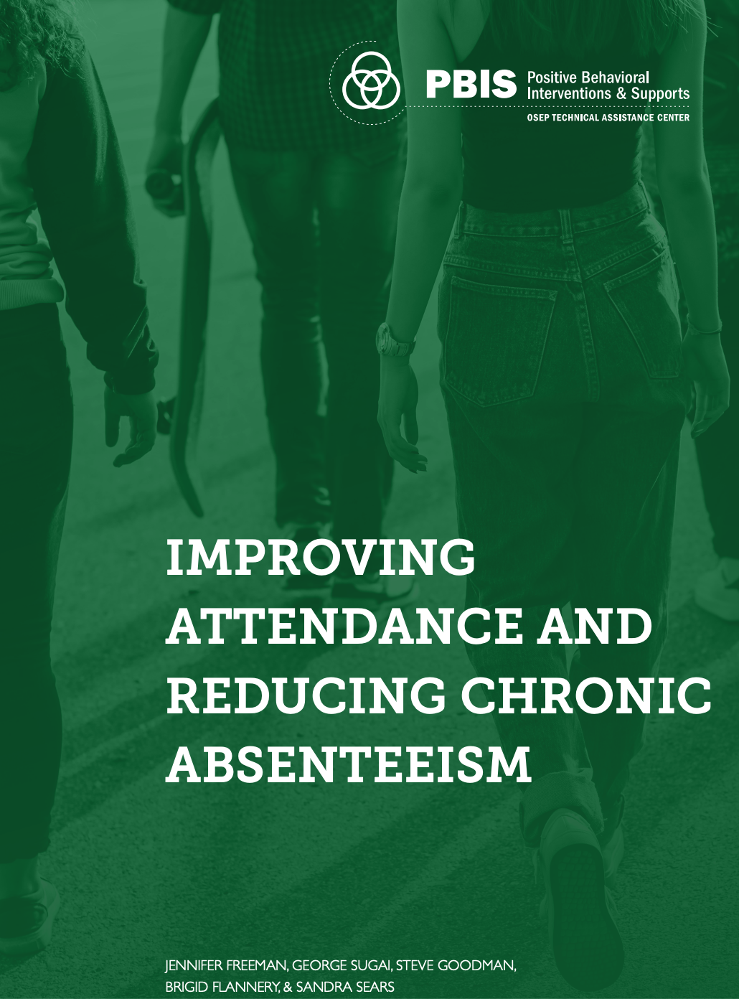 PBIS Positive Behavioral
Interventions & Supports
OSEP TECHNICAL ASSISTANCE CENTER
IMPROVING
ATTENDANCE AND
REDUCING CHRONIC
ABSENTEEISM
JENNIFER FREEMAN, GEORGE SUGAI, STEVE GOODMAN,
BRIGID FLANNERY, & SANDRA SEARS